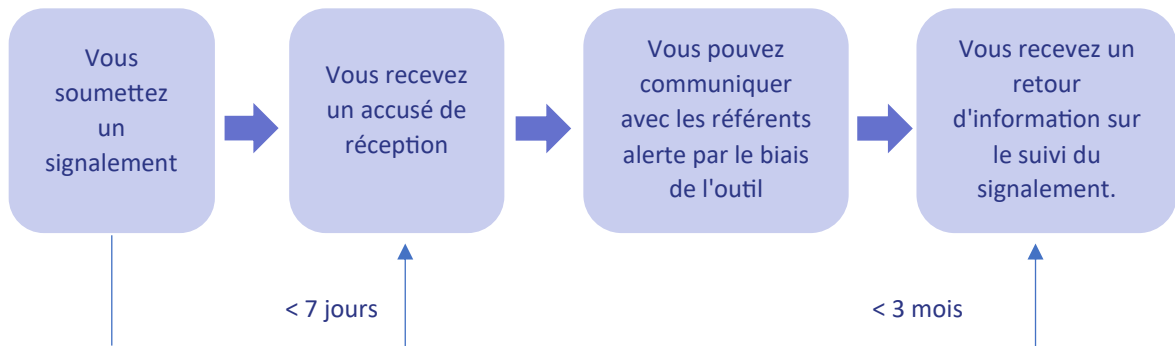 Vous
soumettez
un
signalement
Vous recevez
un accusé de
réception
Vous pouvez
communiquer
avec les référents
alerte par le biais
de l'outil
Vous recevez un
retour
d'information sur
le suivi du
signalement.
< 7 jours
< 3 mois